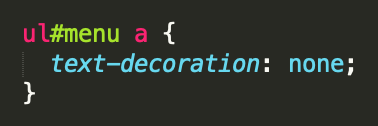 ul#menu a {
  text-decoration: none;
}